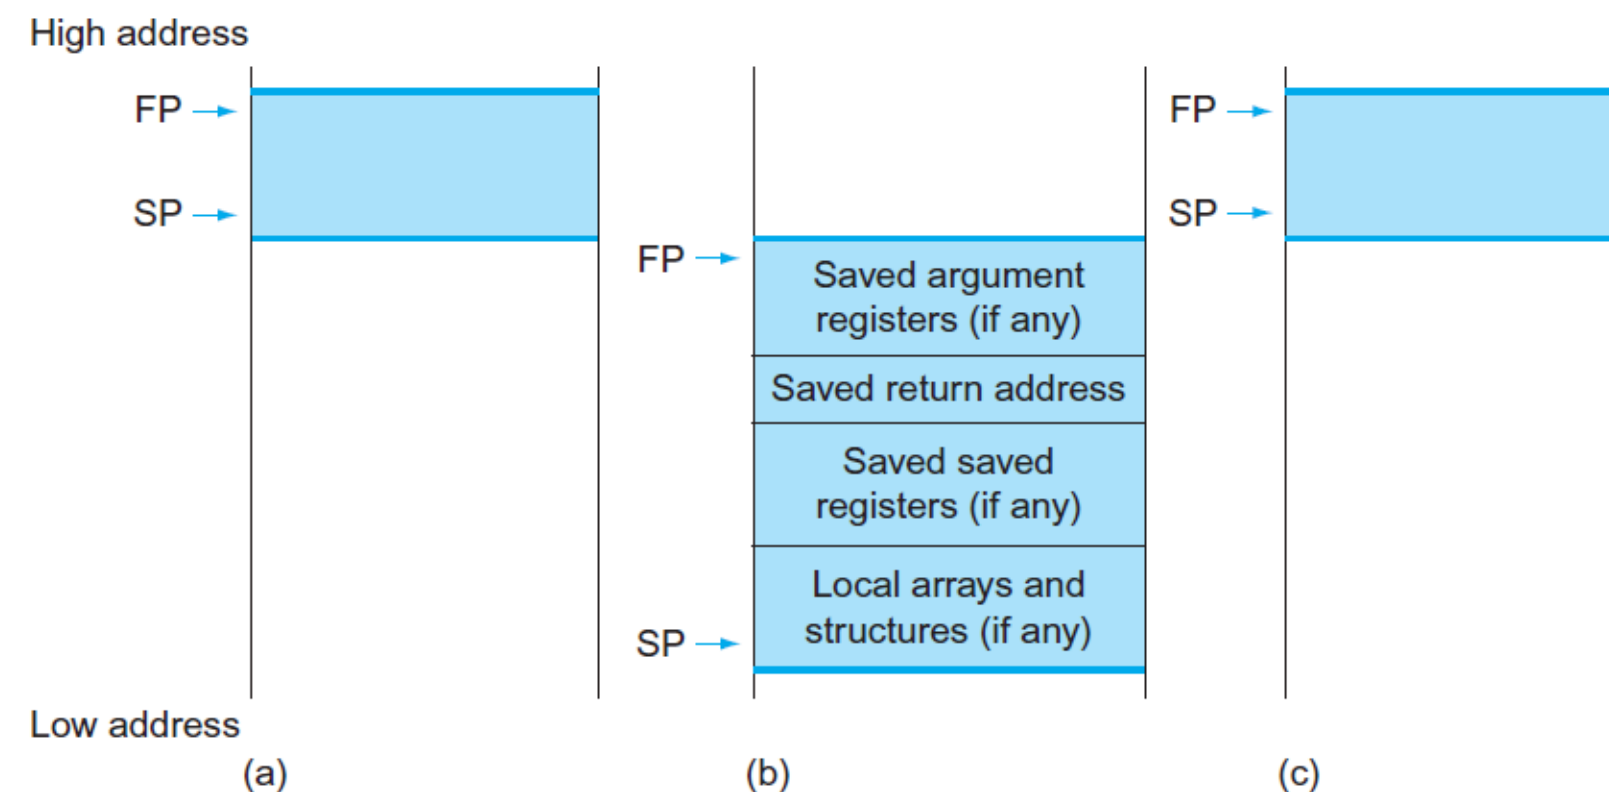 High address
FP
SP
FP
Saved argument
registers (if any)
Saved return address
Saved saved
registers (if any)
Local arrays and
structures (if any)
SP
FP
SP
Low address
(a)
(b)
(c)